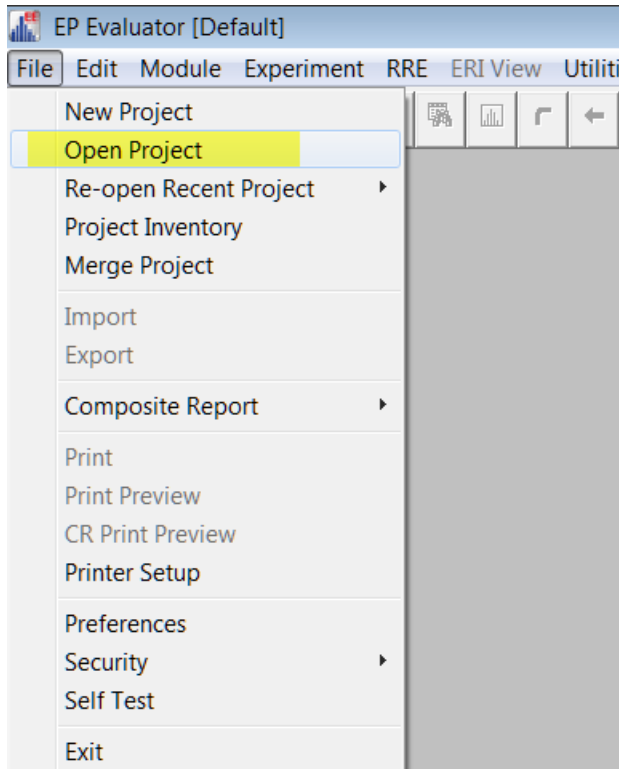 EP Evaluator [Default]
File Edit Module Experiment RRE ERI View Utiliti
New Project
Open Project
Re-open Recent Project
Project Inventory
Merge Project
Import
Export
Composite Report
Print
Print Preview
CR Print Preview
Printer Setup
Preferences
Security
Self Test
Exit